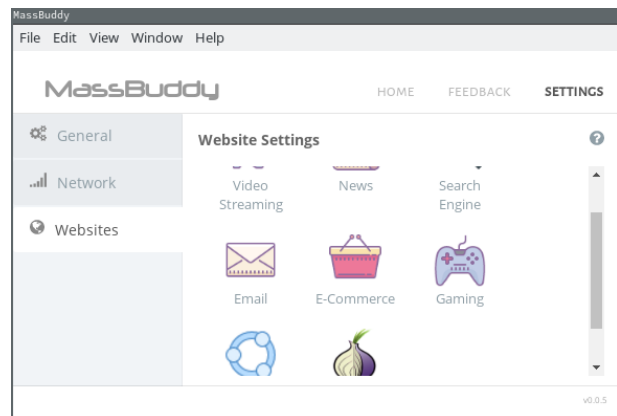 MassBuddy
File Edit View Window Help
MassBuddy
HOME FEEDBACK SETTINGS
General
Website Settings
Network
Video Streaming
News
Search Engine
Websites
Email
E-Commerce
Gaming
v0.0.5